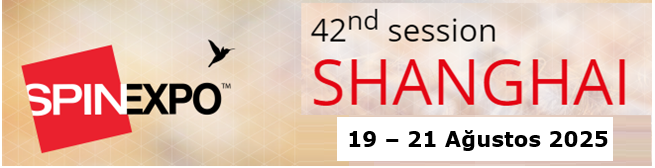 SPINEXPO™
42nd session
SHANGHAI
19 – 21 Ağustos 2025